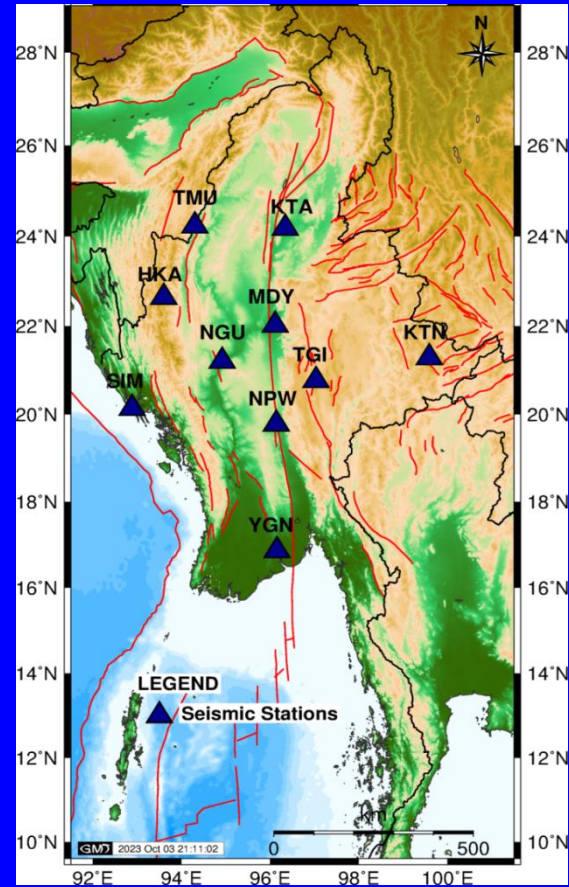 N
28°N
28°N
26°N
26°N
TMU
KTA
24°N
24°N
HKA
MDY
22°N
22°N
NGU
TGI
KTN
SIM
NPW
20°N
20°N
18°N
18°N
YGN
16°N
16°N
14°N
14°N
LEGEND
Seismic Stations
12°N
12°N
km
GMD 2023 Oct 03 21:11:02
0
500
10°N
10°N
92°E
94°E
96°E
98°E
100°E